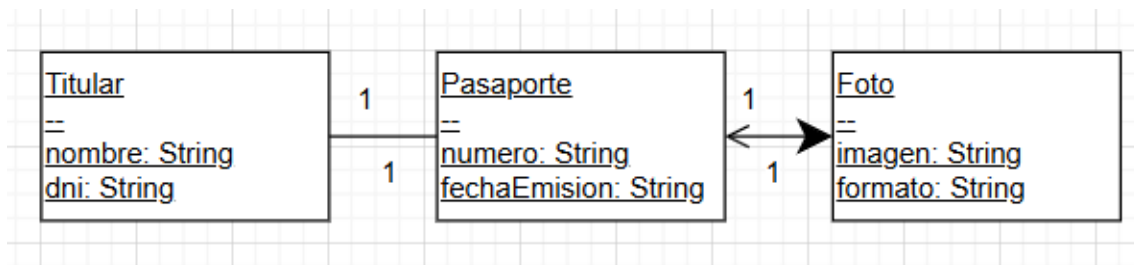 Titular
--
nombre: String
dni: String
1
1
Pasaporte
--
numero: String
fechaEmision: String
1
1
Foto
--
imagen: String
formato: String